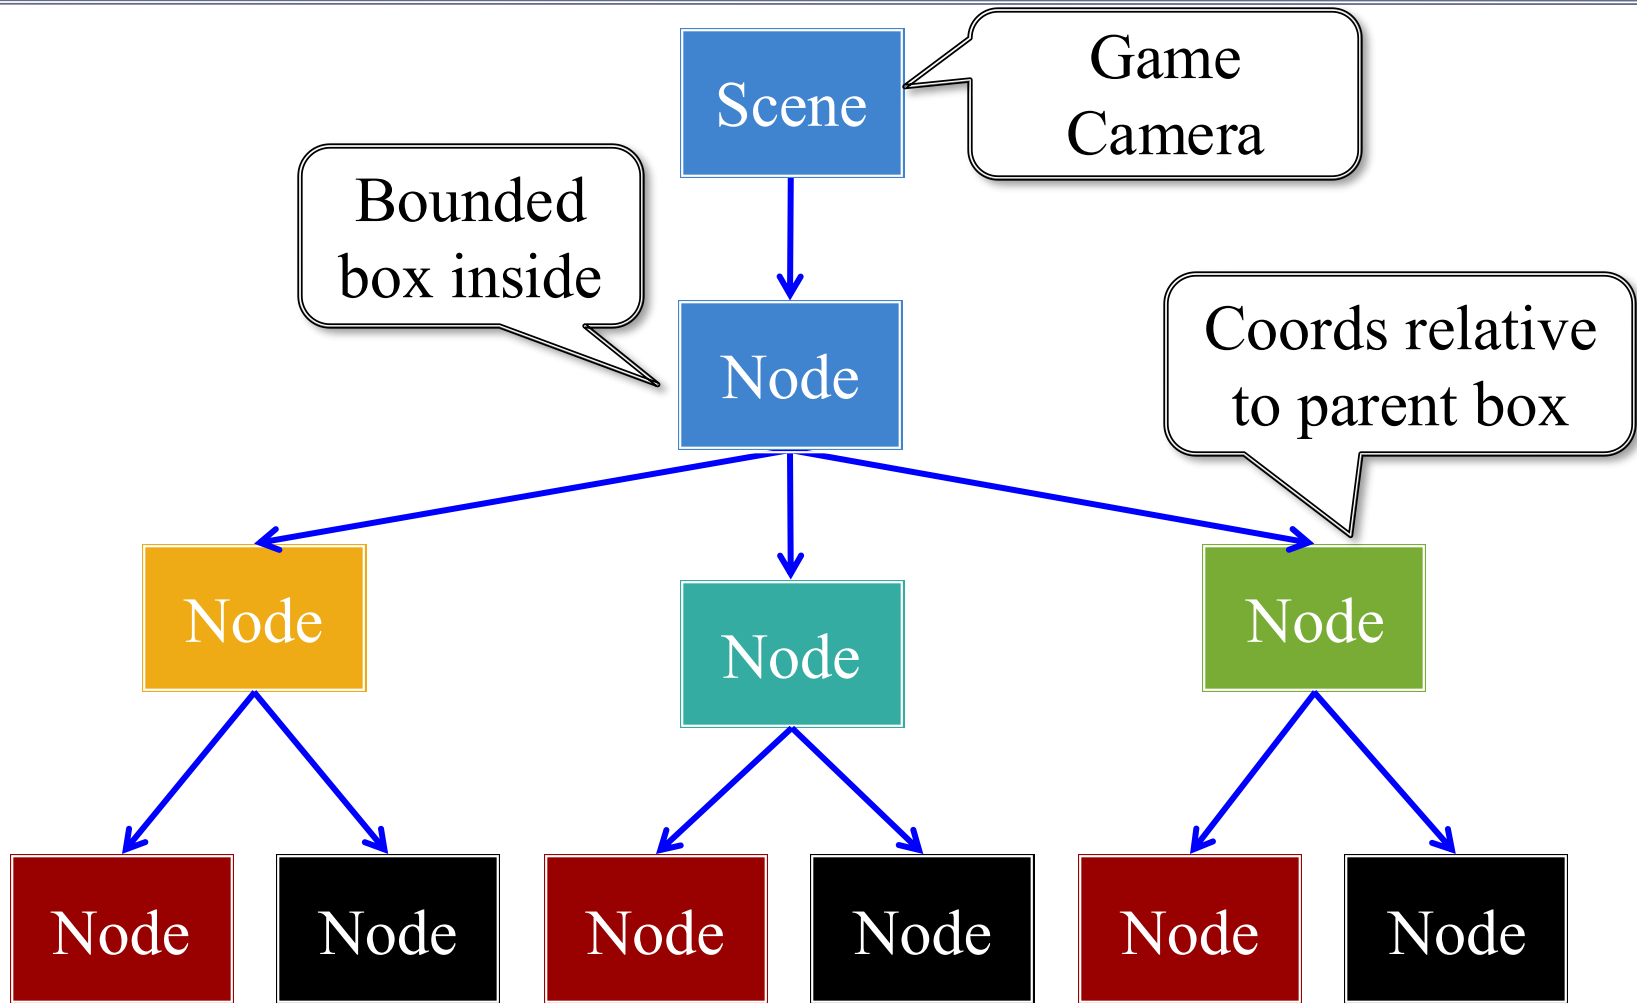 Scene
Game
Camera
Bounded
box inside
Node
Coords relative
to parent box
Node
Node
Node
Node
Node
Node
Node
Node
Node